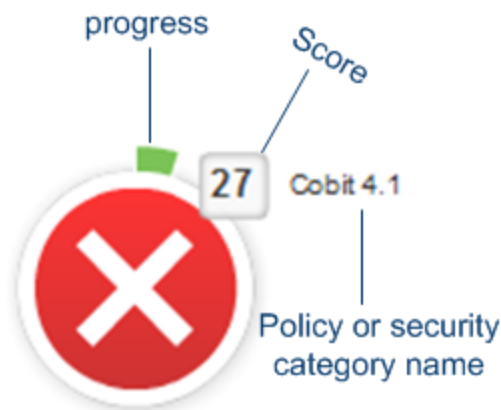 progress
Score
27
Cobit 4.1
Policy or security
category name